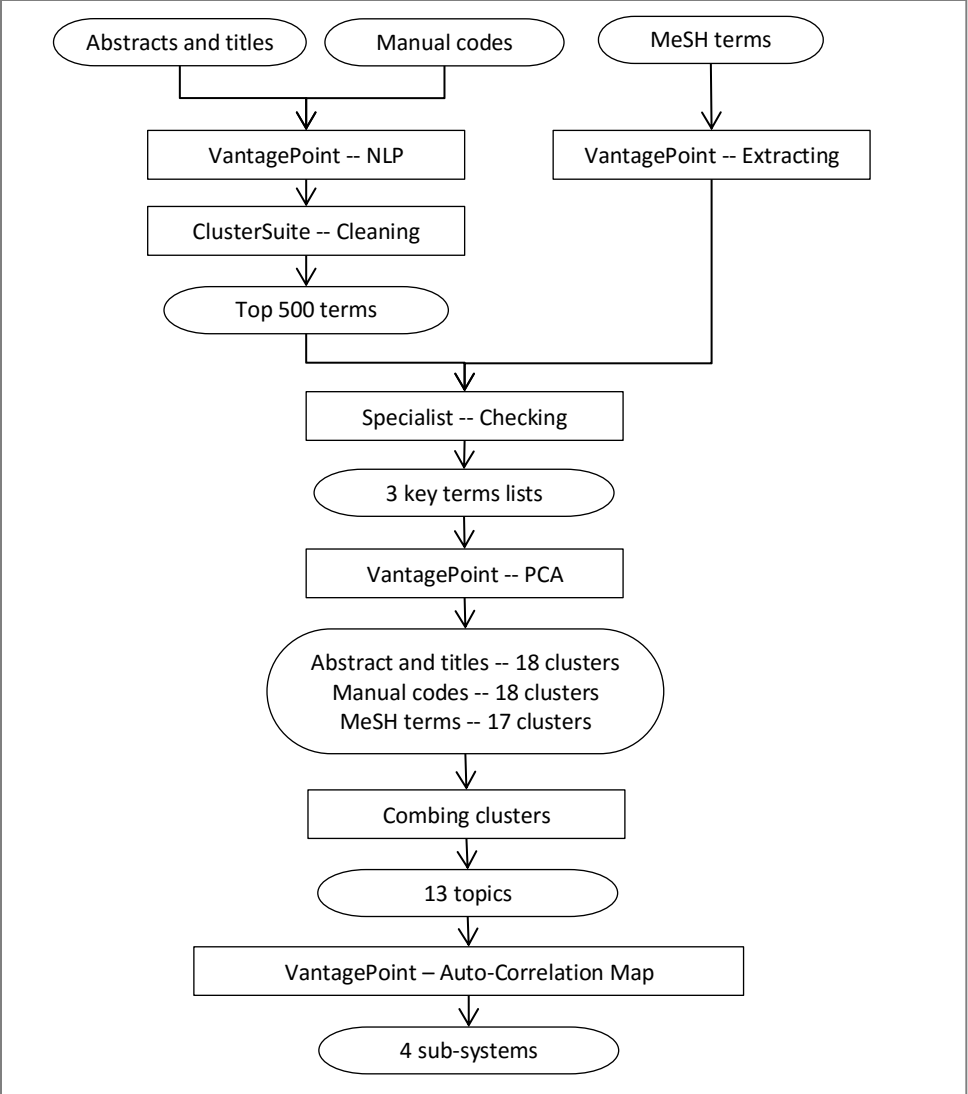 Abstracts and titles
Manual codes
MeSH terms
VantagePoint -- NLP
VantagePoint -- Extracting
ClusterSuite -- Cleaning
Top 500 terms
Specialist -- Checking
3 key terms lists
VantagePoint -- PCA
Abstract and titles -- 18 clusters
Manual codes -- 18 clusters
MeSH terms -- 17 clusters
Combing clusters
13 topics
VantagePoint – Auto-Correlation Map
4 sub-systems